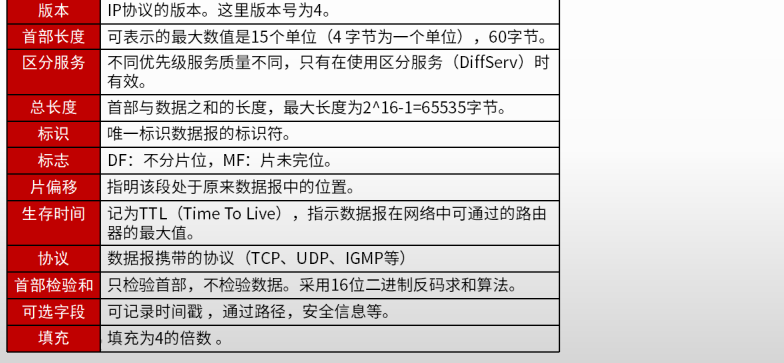 版本 IP协议的版本。这里版本号为4。
首部长度 可表示的最大数值是15个单位（4 字节为一个单位），60字节。
区分服务 不同优先级服务质量不同，只有在使用区分服务（DiffServ）时
有效。
总长度 首部与数据之和的长度，最大长度为2^16-1=65535字节。
标识 唯一标识数据报的标识符。
标志 DF：不分片位，MF：片未完位。
片偏移 指明该段处于原来数据报中的位置。
生存时间 记为TTL（Time To Live），指示数据报在网络中可通过的路由
器的最大值。
协议 数据报携带的协议（TCP、UDP、IGMP等）
首部检验和 只检验首部，不检验数据。采用16位二进制反码求和算法。
可选字段 可记录时间戳，通过路径，安全信息等。
填充 填充为4的倍数 。